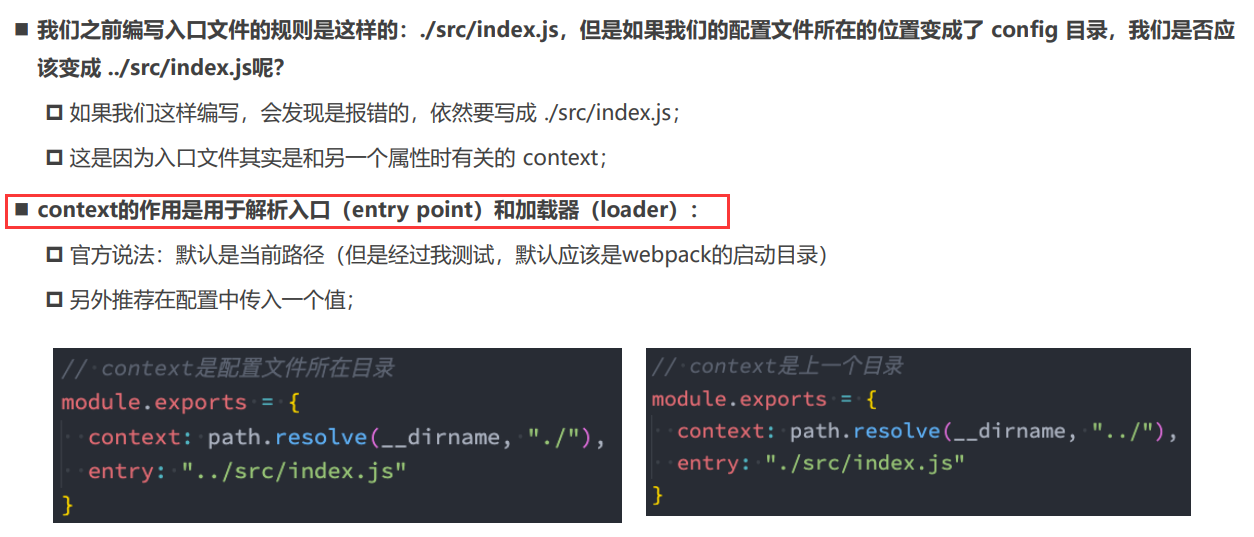 ■ 我们之前编写入口文件的规则是这样的：./src/index.js，但是如果我们的配置文件所在的位置变成了 config 目录，我们是否应
该变成 ../src/index.js呢？
如果我们这样编写，会发现是报错的，依然要写成 ./src/index.js；
这是因为入口文件其实是和另一个属性时有关的 context；
■ context的作用是用于解析入口（entry point）和加载器（loader）：
官方说法：默认是当前路径（但是经过我测试，默认应该是webpack的启动目录）
另外推荐在配置中传入一个值；
// context是配置文件所在目录
module.exports = {
  context: path.resolve(__dirname, "./"),
  entry: "../src/index.js"
}
// context是上一个目录
module.exports = {
  context: path.resolve(__dirname, "../"),
  entry: "./src/index.js"
}